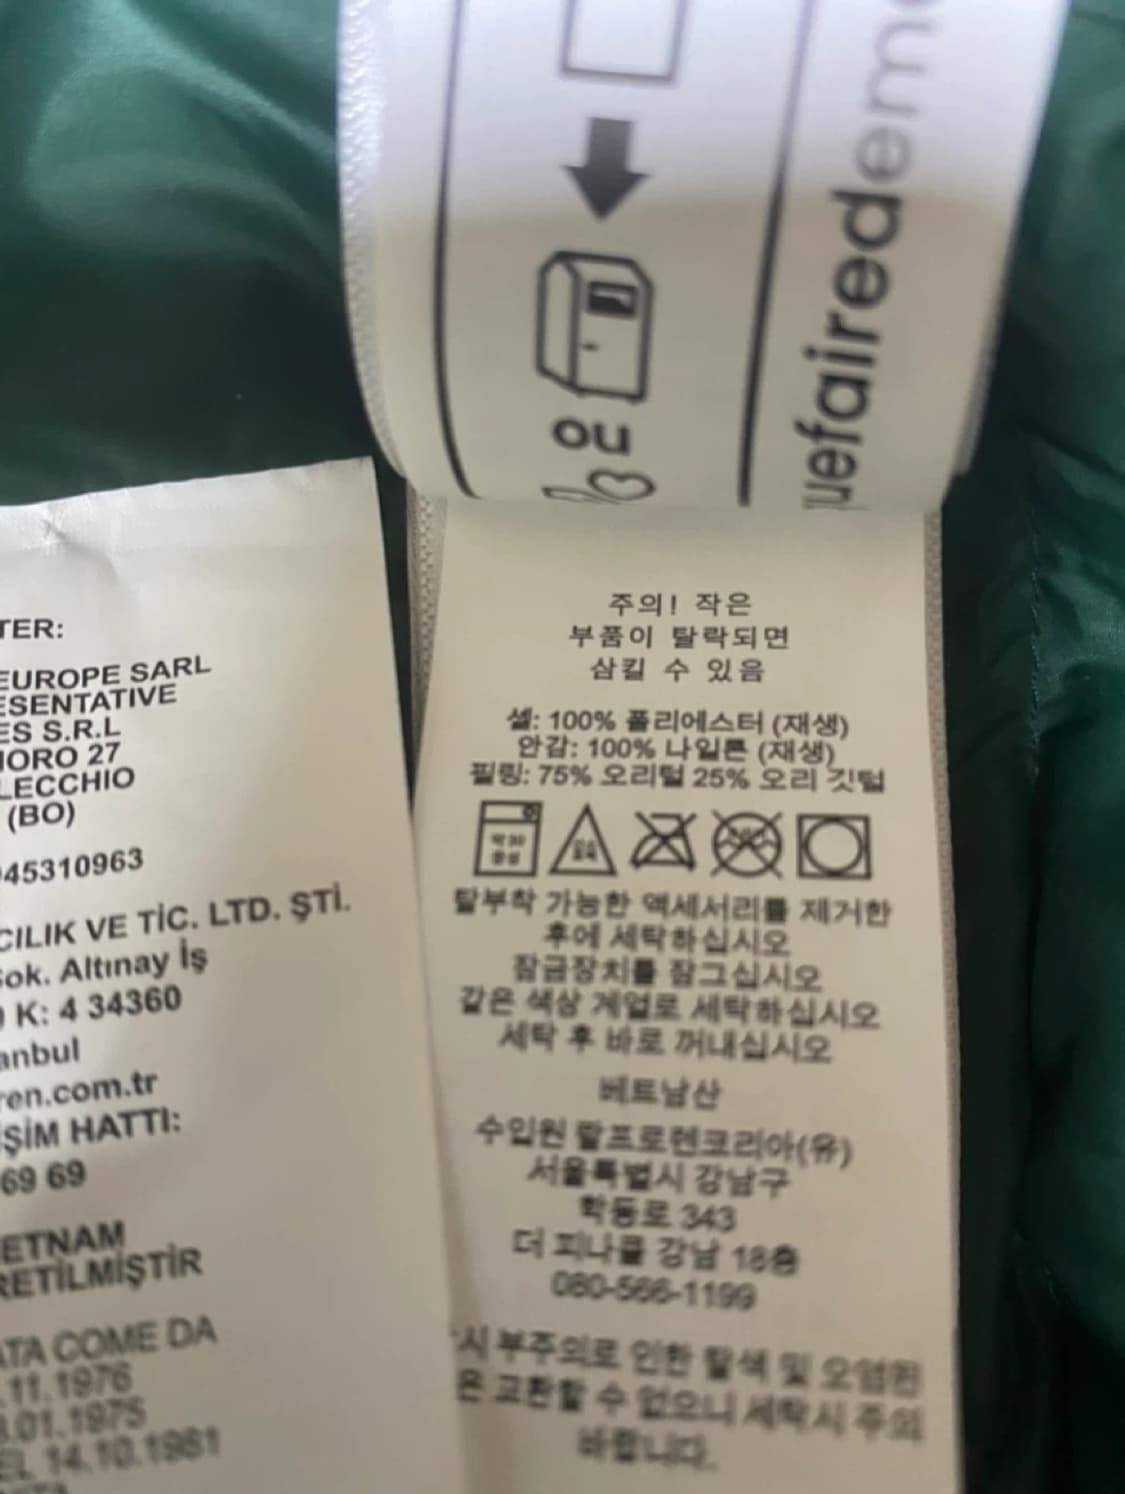 uefairedeme
OU
TER:
EUROPE SARL
ESENTATIVE
ES S.R.L
MORO 27
LECCHIO
(BO)
45310963
CILIK VE TİC. LTD. ŞTİ.
Sok. Altınay İş
K: 4 34360
anbul
ren.com.tr
ŞİM HATTI:
69 69
ETNAM
RETİLMİŞTİR
ATA COME DA
.11.1976
.01.1975
EL 14.10.1981
주의! 작은
부품이 탈락되면
삼킬 수 있음
셸: 100% 폴리에스터 (재생)
안감: 100% 나일론 (재생)
필링: 75% 오리털 25% 오리 깃털
약30
중성
탈부착 가능한 액세서리를 제거한
후에 세탁하십시오
잠금장치를 잠그십시오
같은 색상 계열로 세탁하십시오
세탁 후 바로 꺼내십시오
베트남산
수입원 랄프로렌코리아(유)
서울특별시 강남구
학동로 343
더 피나클 강남 18층
080-566-1199
시 부주의로 인한 탈색 및 오염된
은 교환할 수 없으니 세탁시 주의
바랍니다.